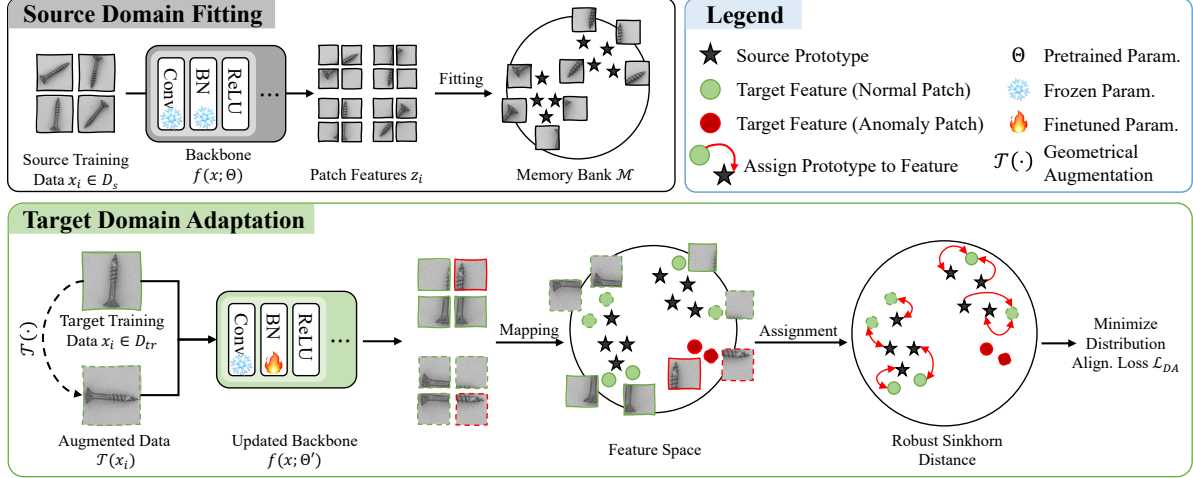 Source Domain Fitting
Conv
BN
ReLU
...
Fitting
Source Training
Data x_i ∈ D_s
Backbone
f(x; Θ)
Patch Features z_i
Memory Bank ℳ
Legend
Source Prototype
Target Feature (Normal Patch)
Target Feature (Anomaly Patch)
Assign Prototype to Feature
Θ Pretrained Param.
Frozen Param.
Finetuned Param.
𝒯(·) Geometrical
Augmentation
Target Domain Adaptation
𝒯(·)
Target Training
Data x_i ∈ D_tr
Augmented Data
𝒯(x_i)
Conv
BN
ReLU
...
Updated Backbone
f(x; Θ′)
Mapping
Feature Space
Assignment
Robust Sinkhorn
Distance
Minimize
Distribution
Align. Loss ℒ_DA